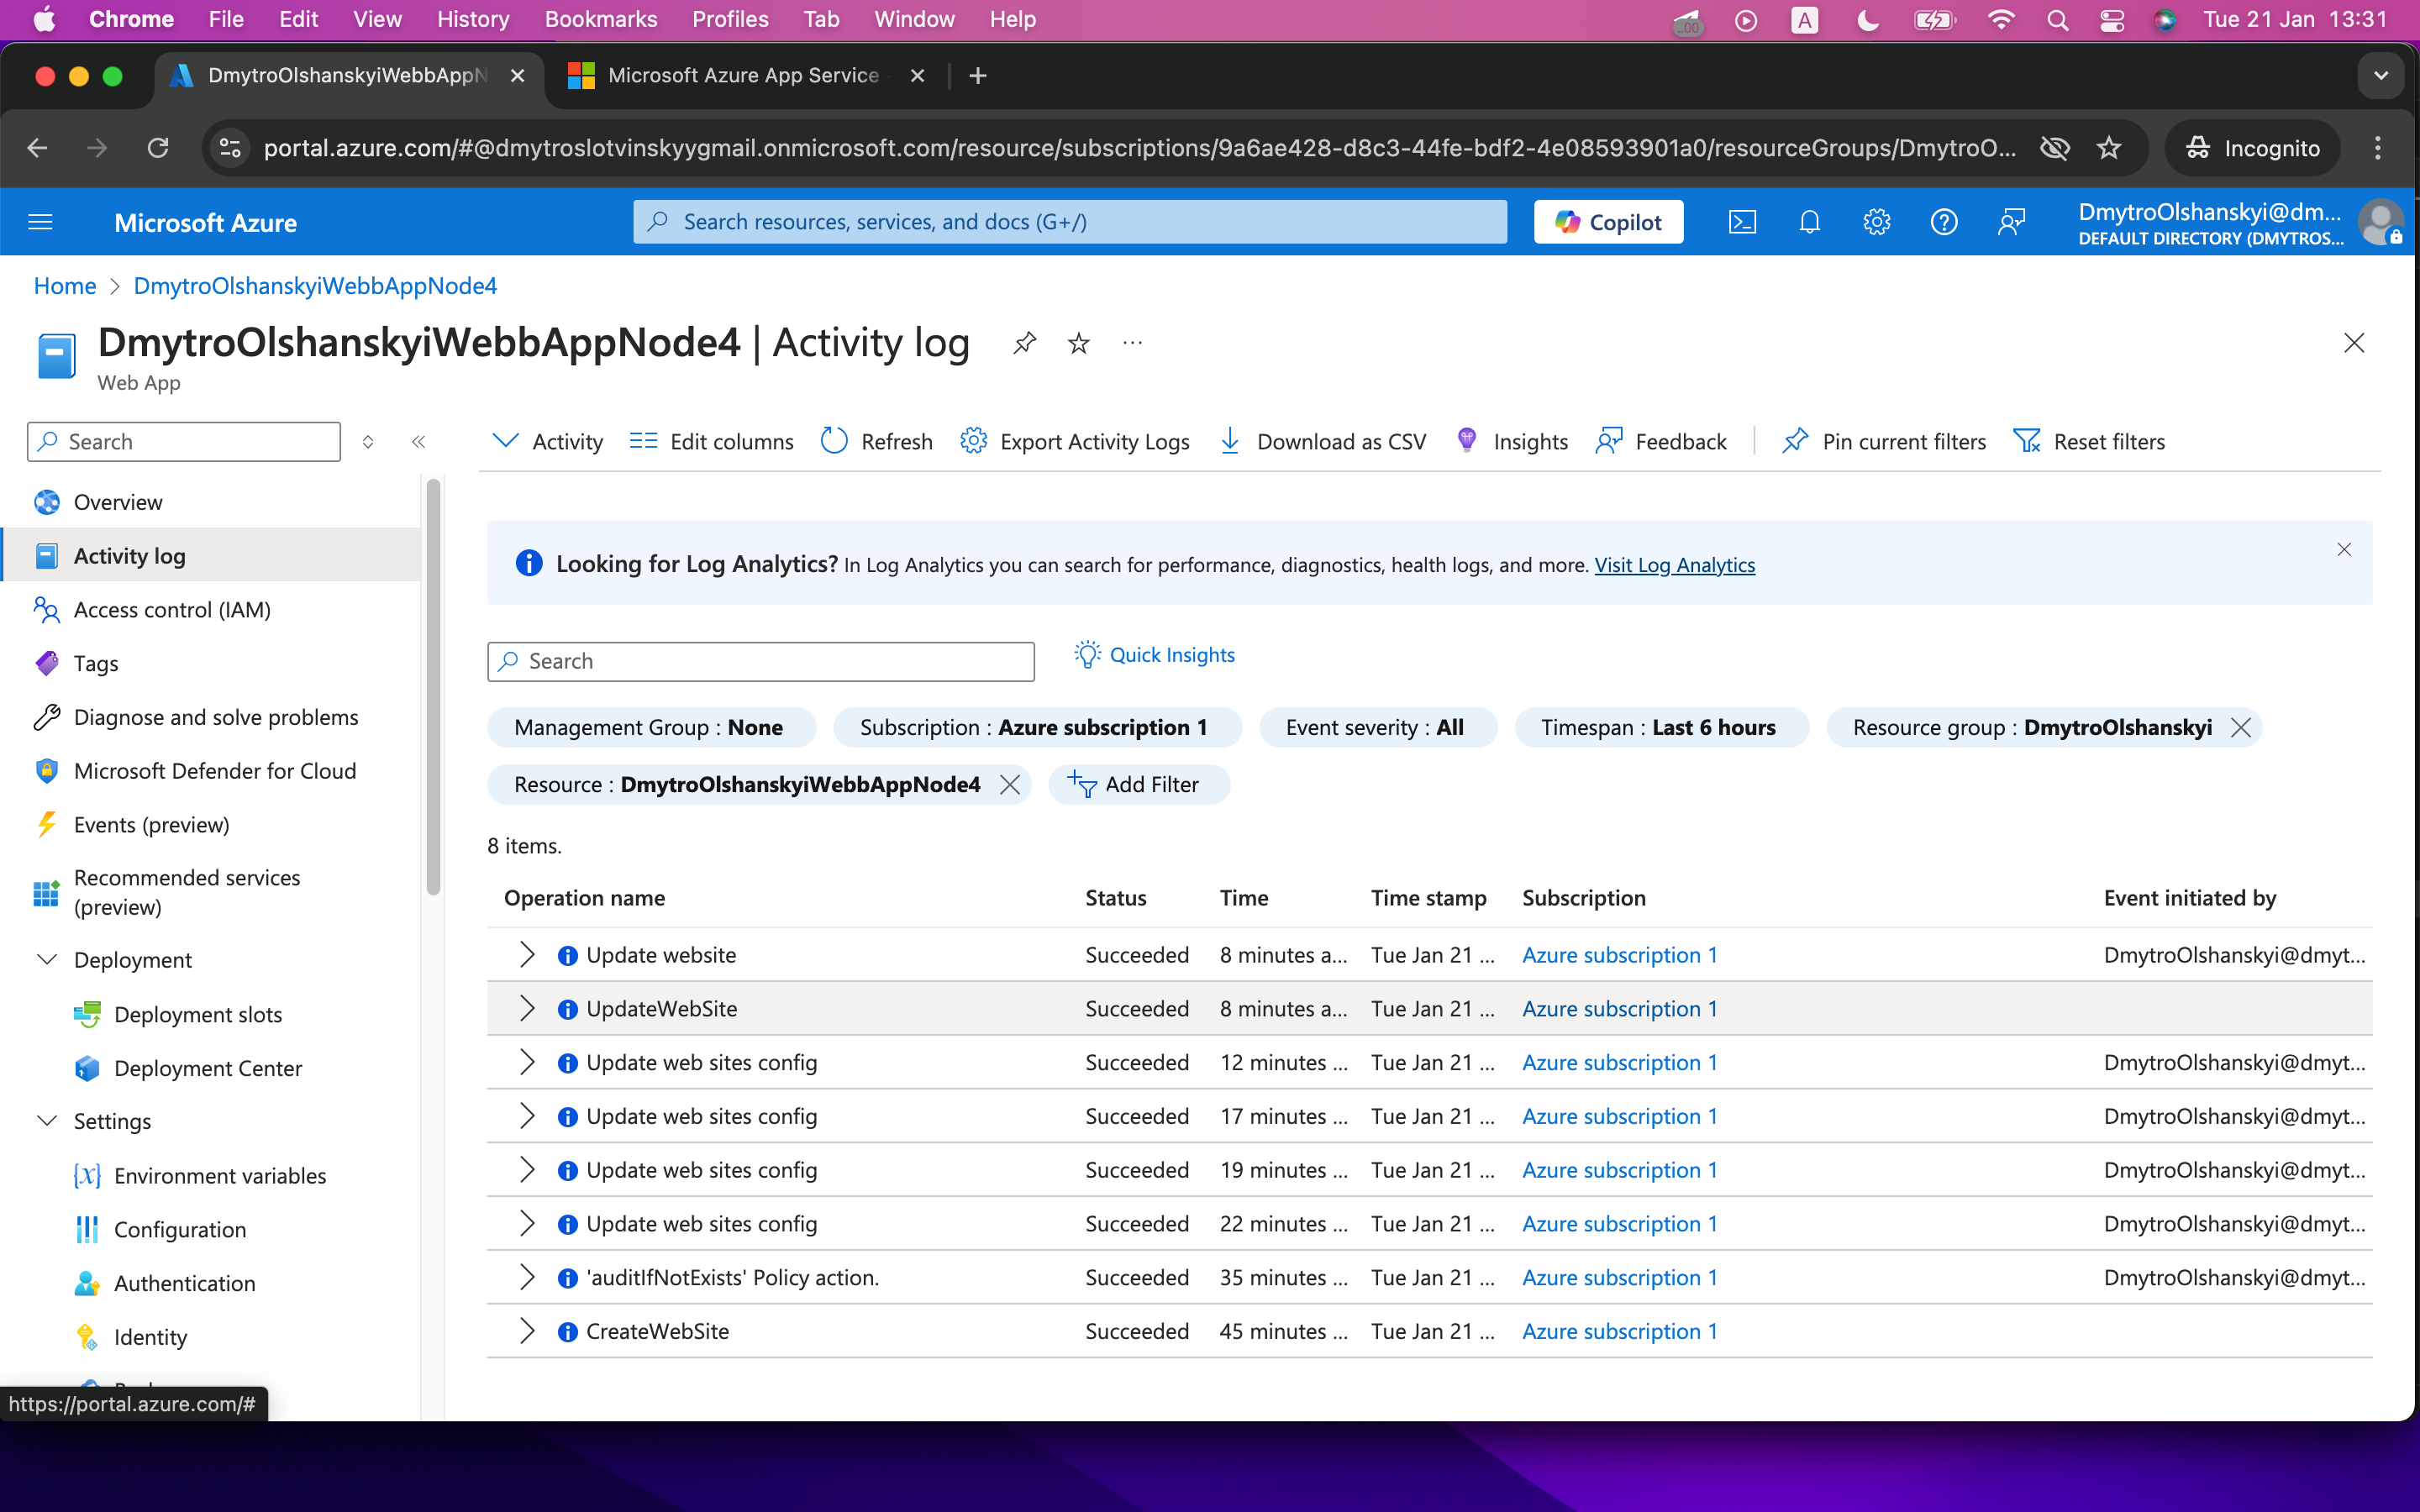 Chrome File Edit View History Bookmarks Profiles Tab Window Help A Tue 21 Jan 13:31
DmytroOlshanskyiWebbAppN Microsoft Azure App Service
portal.azure.com/#@dmytroslotvinskyygmail.onmicrosoft.com/resource/subscriptions/9a6ae428-d8c3-44fe-bdf2-4e08593901a0/resourceGroups/DmytroO... Incognito
Microsoft Azure Search resources, services, and docs (G+/) Copilot DmytroOlshanskyi@dm...
DEFAULT DIRECTORY (DMYTROS...
Home > DmytroOlshanskyiWebbAppNode4
DmytroOlshanskyiWebbAppNode4 | Activity log
Web App
Search
Overview
Activity log
Access control (IAM)
Tags
Diagnose and solve problems
Microsoft Defender for Cloud
Events (preview)
Recommended services
(preview)
Deployment
Deployment slots
Deployment Center
Settings
Environment variables
Configuration
Authentication
Identity
https://portal.azure.com/#
Activity Edit columns Refresh Export Activity Logs Download as CSV Insights Feedback Pin current filters Reset filters
Looking for Log Analytics? In Log Analytics you can search for performance, diagnostics, health logs, and more. Visit Log Analytics
Search Quick Insights
Management Group : None Subscription : Azure subscription 1 Event severity : All Timespan : Last 6 hours Resource group : DmytroOlshanskyi
Resource : DmytroOlshanskyiWebbAppNode4 Add Filter
8 items.
Operation name Status Time Time stamp Subscription Event initiated by
Update website Succeeded 8 minutes a... Tue Jan 21 ... Azure subscription 1 DmytroOlshanskyi@dmyt...
UpdateWebSite Succeeded 8 minutes a... Tue Jan 21 ... Azure subscription 1
Update web sites config Succeeded 12 minutes ... Tue Jan 21 ... Azure subscription 1 DmytroOlshanskyi@dmyt...
Update web sites config Succeeded 17 minutes ... Tue Jan 21 ... Azure subscription 1 DmytroOlshanskyi@dmyt...
Update web sites config Succeeded 19 minutes ... Tue Jan 21 ... Azure subscription 1 DmytroOlshanskyi@dmyt...
Update web sites config Succeeded 22 minutes ... Tue Jan 21 ... Azure subscription 1 DmytroOlshanskyi@dmyt...
'auditIfNotExists' Policy action. Succeeded 35 minutes ... Tue Jan 21 ... Azure subscription 1 DmytroOlshanskyi@dmyt...
CreateWebSite Succeeded 45 minutes ... Tue Jan 21 ... Azure subscription 1